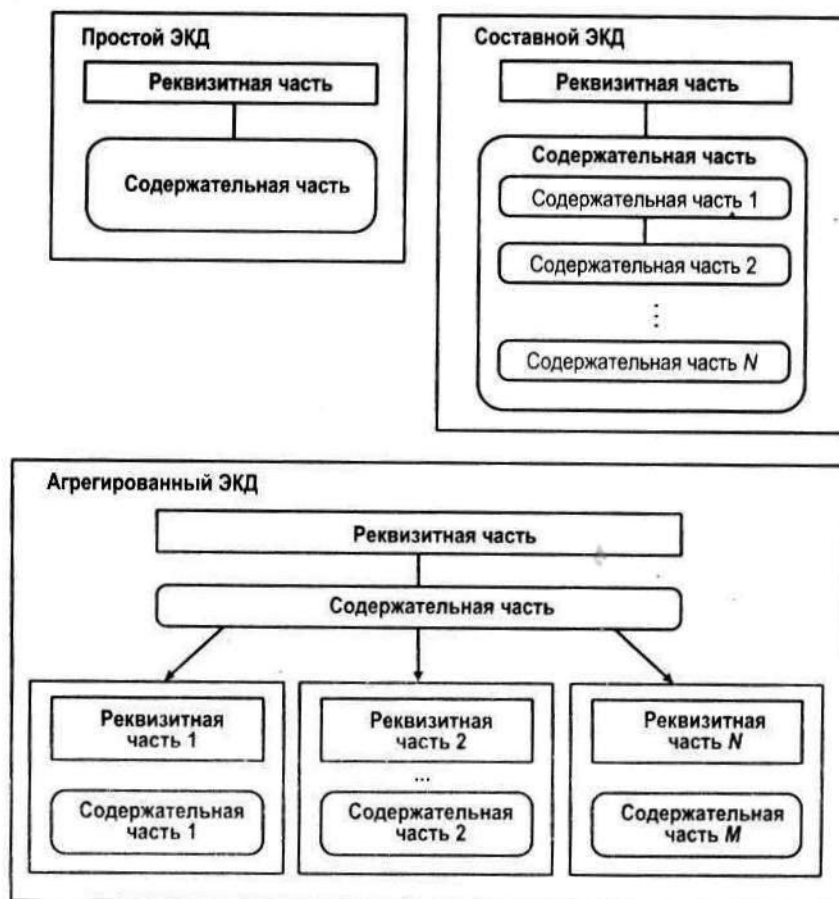 Простой ЭКД
Реквизитная часть
Содержательная часть
Составной ЭКД
Реквизитная часть
Содержательная часть
Содержательная часть 1
Содержательная часть 2
Содержательная часть N
Агрегированный ЭКД
Реквизитная часть
Содержательная часть
Реквизитная
часть 1
Содержательная
часть 1
Реквизитная
часть 2
...
Содержательная
часть 2
Реквизитная
часть N
Содержательная
часть M